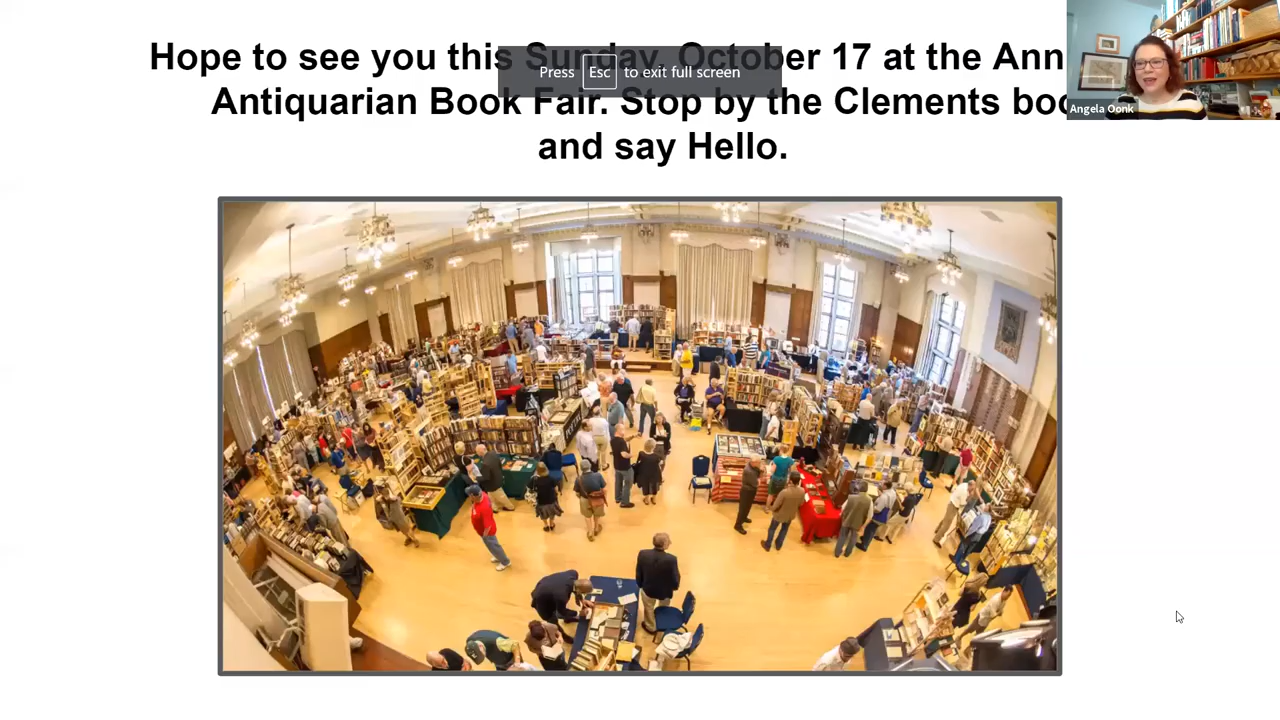 Hope to see you this Sunday, October 17 at the Ann
Press Esc to exit full screen
Antiquarian Book Fair. Stop by the Clements boo
Angela Oonk
and say Hello.